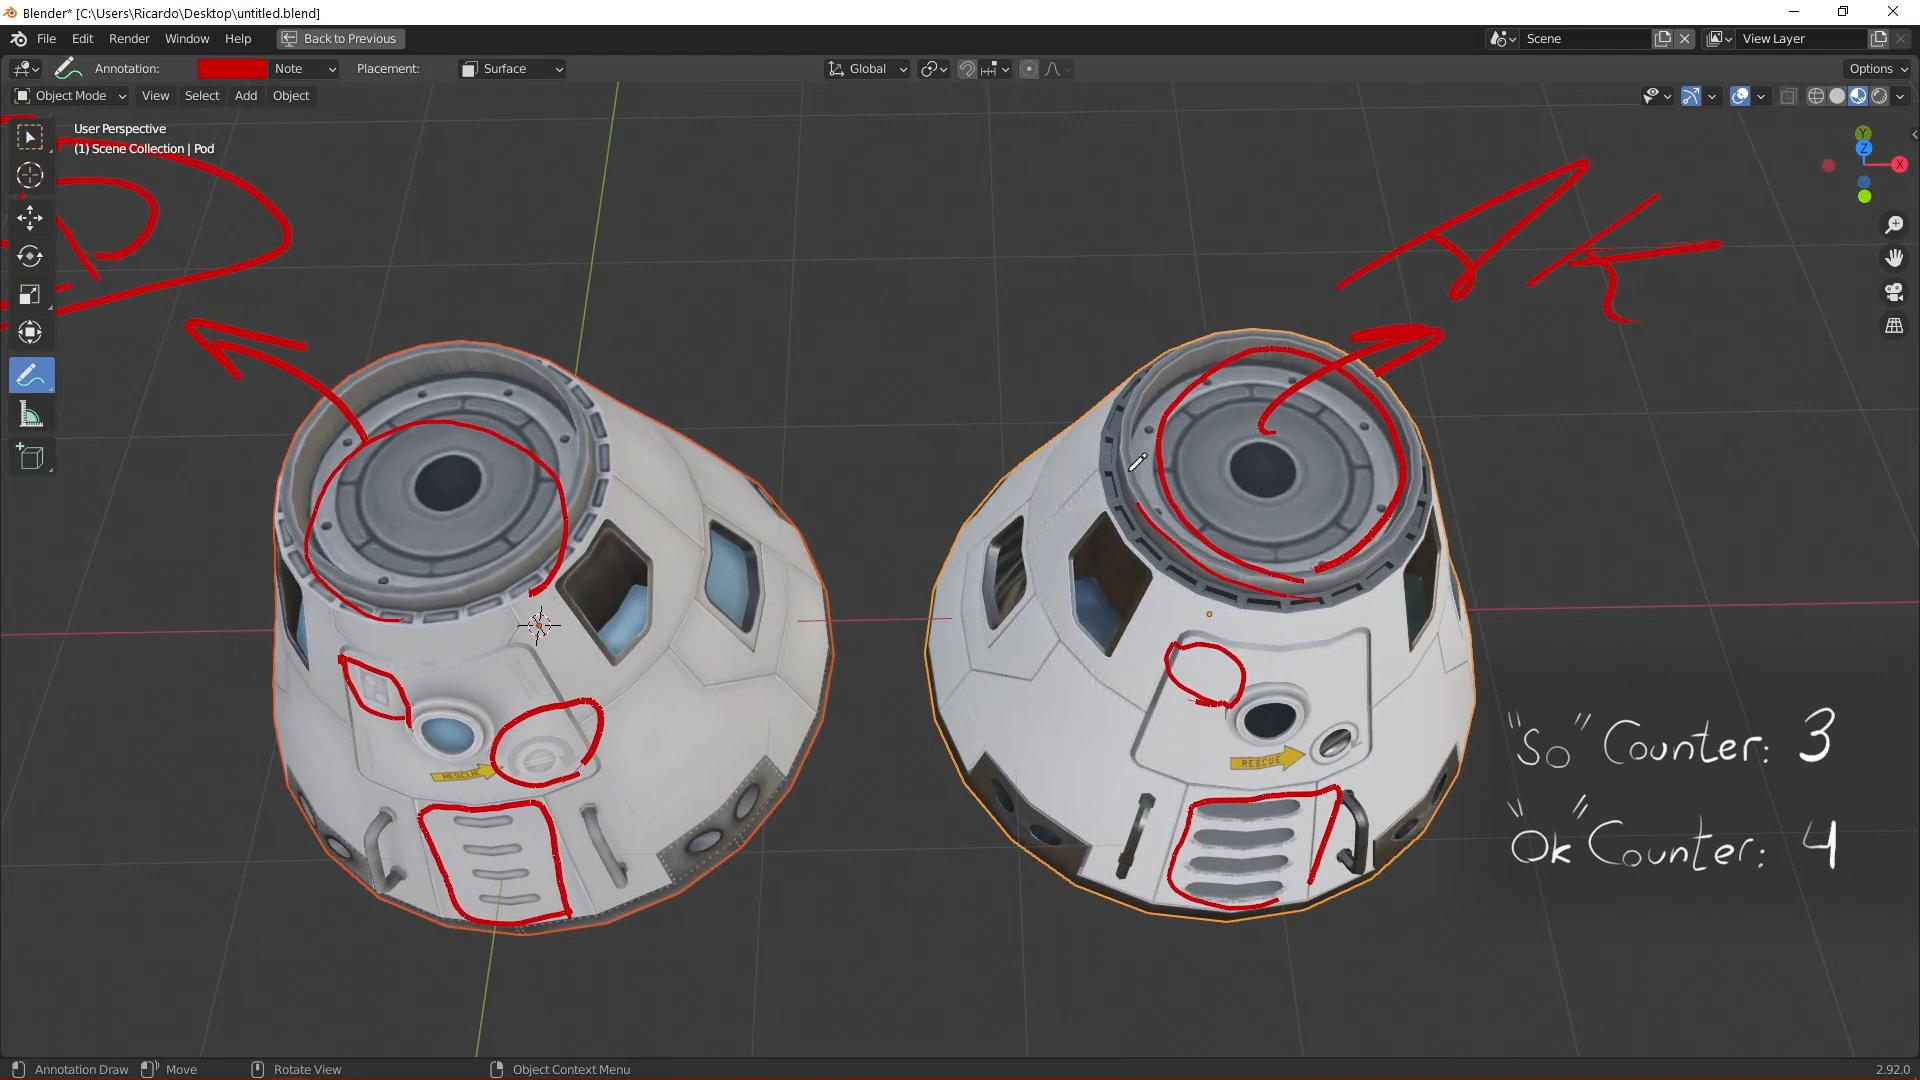 Blender* [C:\Users\Ricardo\Desktop\untitled.blend]
File Edit Render Window Help Back to Previous Scene View Layer
Annotation: Note Placement: Surface Global Options
Object Mode View Select Add Object
User Perspective
(1) Scene Collection | Pod
Y
Z
X
AK
RESCUE
RESCUE
"So" Counter: 3
"Ok" Counter: 4
Annotation Draw Move Rotate View Object Context Menu 2.92.0